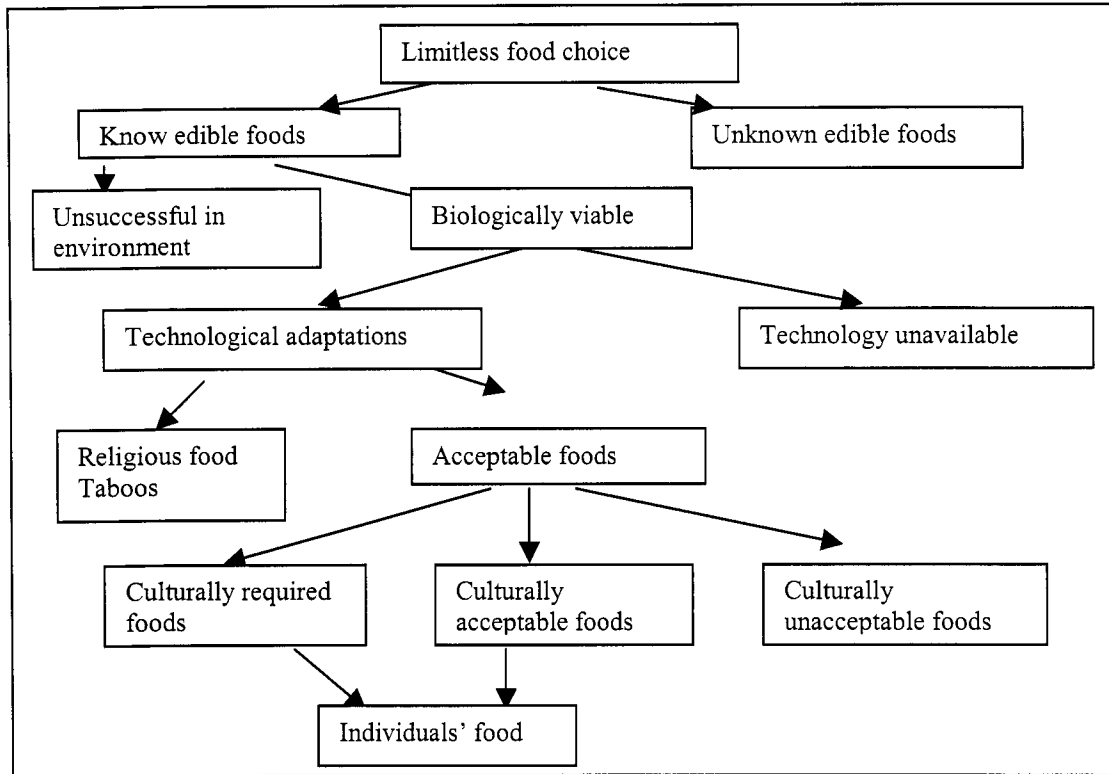 Limitless food choice
Know edible foods
Unknown edible foods
Unsuccessful in
environment
Biologically viable
Technological adaptations
Technology unavailable
Religious food
Taboos
Acceptable foods
Culturally required
foods
Culturally
acceptable foods
Culturally
unacceptable foods
Individuals’ food